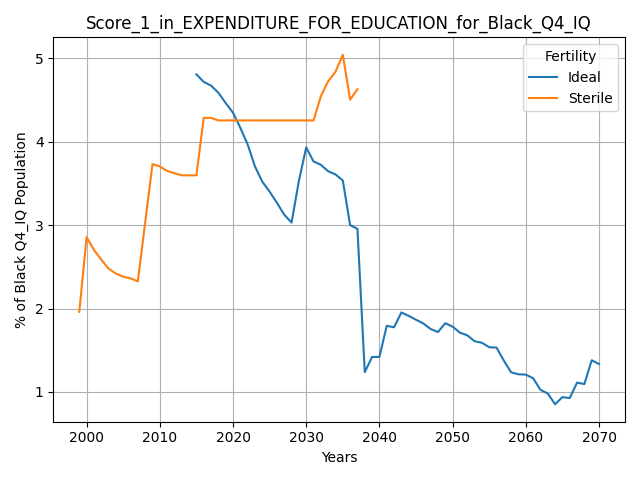 Score_1_in_EXPENDITURE_FOR_EDUCATION_for_Black_Q4_IQ
Fertility
Ideal
Sterile
% of Black Q4_IQ Population
5
4
3
2
1
2000 2010 2020 2030 2040 2050 2060 2070
Years